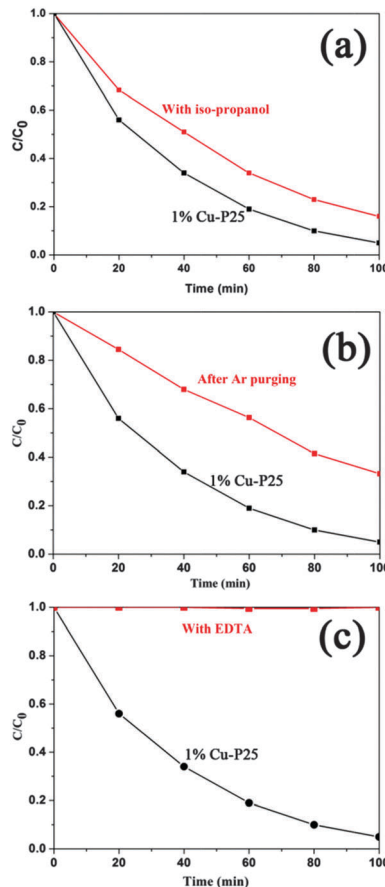 (a)
1.0
0.8
0.6
0.4
0.2
0.0
C/C0
With iso-propanol
1% Cu-P25
0 20 40 60 80 100
Time (min)
(b)
1.0
0.8
0.6
0.4
0.2
0.0
C/C0
After Ar purging
1% Cu-P25
0 20 40 60 80 100
Time (min)
(c)
1.0
0.8
0.6
0.4
0.2
0.0
C/C0
With EDTA
1% Cu-P25
0 20 40 60 80 100
Time (min)